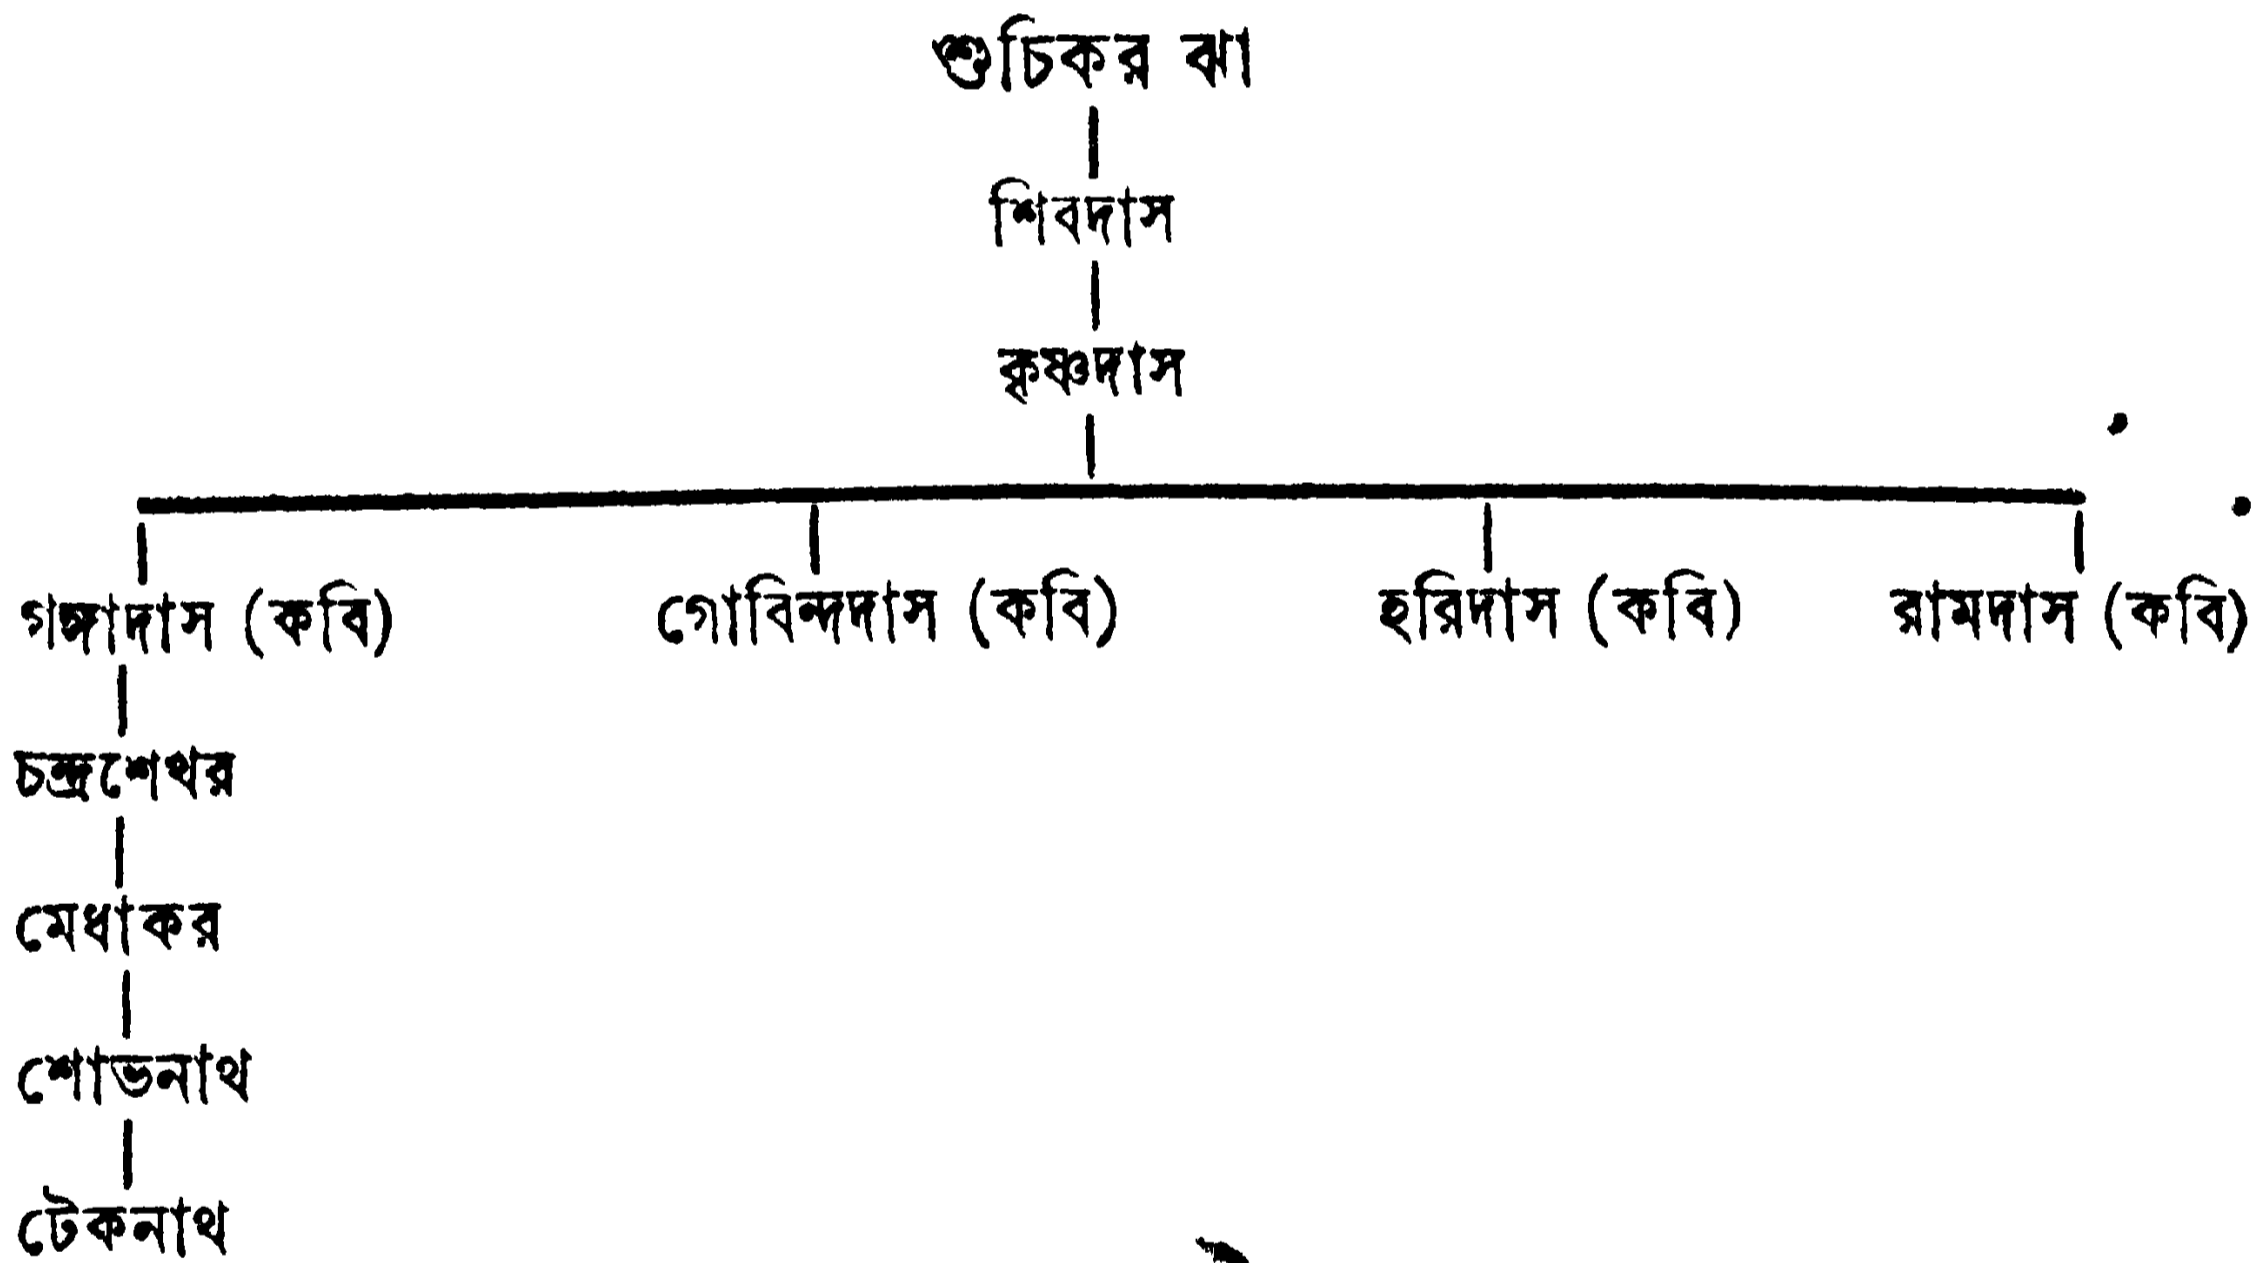 শুচিকর ঝা
শিবদাস
কৃষ্ণদাস
গঙ্গাদাস (কবি) গোবিন্দদাস (কবি) হরিদাস (কবি) রামদাস (কবি)
চন্দ্রশেখর
মেধাকর
শোভনাথ
টেকনাথ